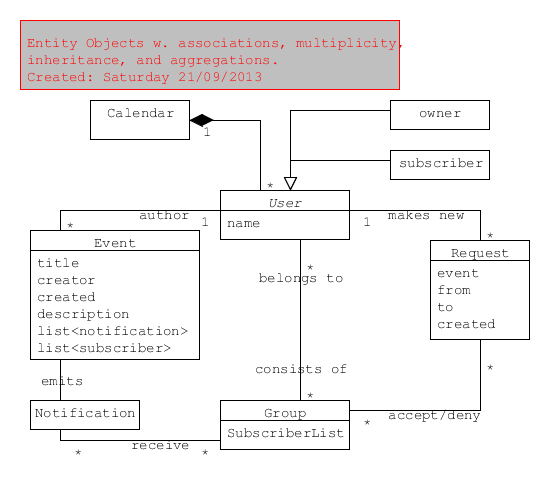 Entity Objects w. associations, multiplicity,
inheritance, and aggregations.
Created: Saturday 21/09/2013
Calendar
1
*
owner
subscriber
User
name
author
1
*
1
makes new
*
Event
title
creator
created
description
list<notification>
list<subscriber>
Request
event
from
to
created
*
belongs to
consists of
*
emits
Notification
*
receive
*
Group
SubscriberList
*
accept/deny
*